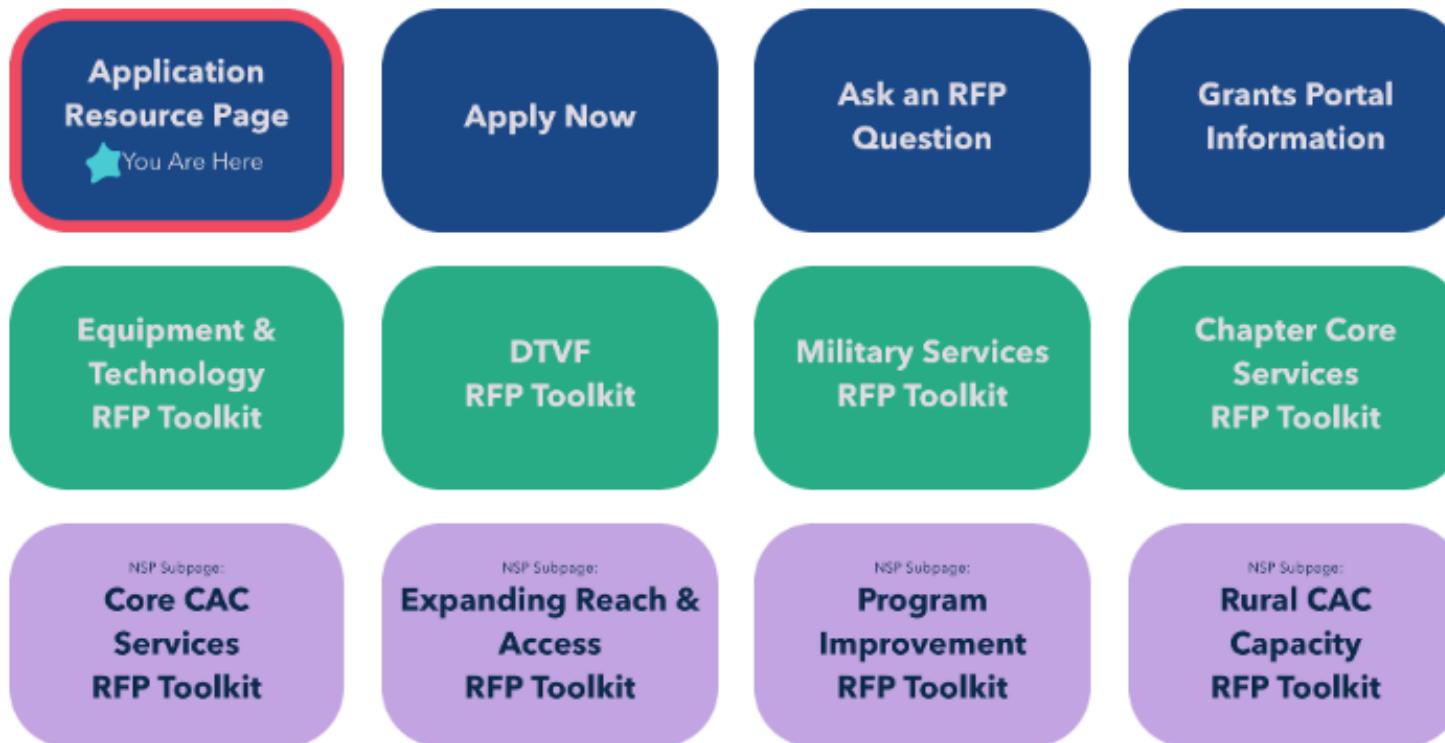 Application
Resource Page
You Are Here
Apply Now
Ask an RFP
Question
Grants Portal
Information
Equipment &
Technology
RFP Toolkit
DTVF
RFP Toolkit
Military Services
RFP Toolkit
Chapter Core
Services
RFP Toolkit
NSP Subpage:
Core CAC
Services
RFP Toolkit
NSP Subpage:
Expanding Reach &
Access
RFP Toolkit
NSP Subpage:
Program
Improvement
RFP Toolkit
NSP Subpage:
Rural CAC
Capacity
RFP Toolkit